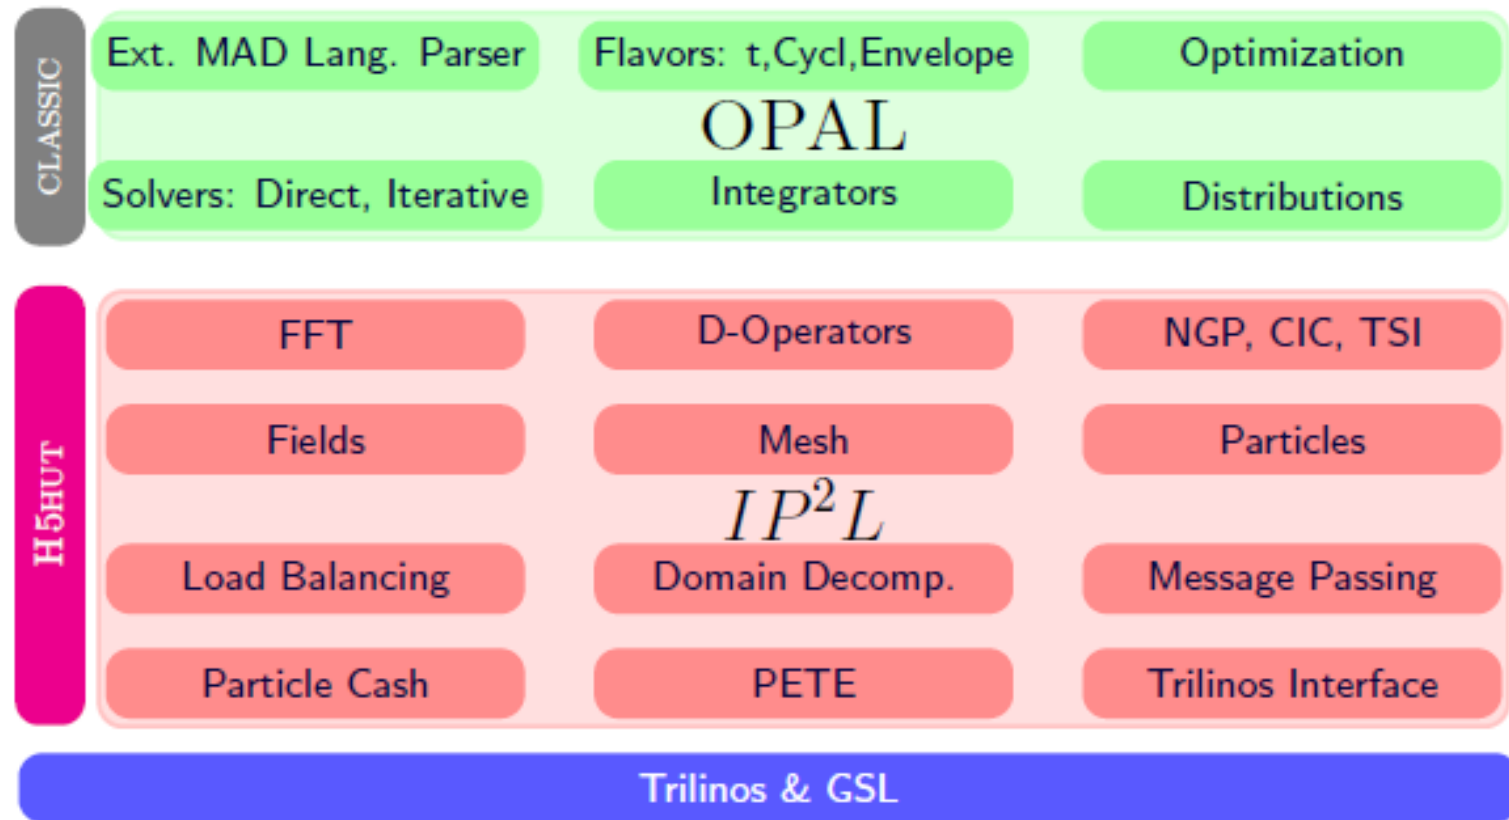 CLASSIC
Ext. MAD Lang. Parser
Flavors: t,Cycl,Envelope
Optimization
OPAL
Solvers: Direct, Iterative
Integrators
Distributions
H5HUT
FFT
D-Operators
NGP, CIC, TSI
Fields
Mesh
Particles
IP²L
Load Balancing
Domain Decomp.
Message Passing
Particle Cash
PETE
Trilinos Interface
Trilinos & GSL